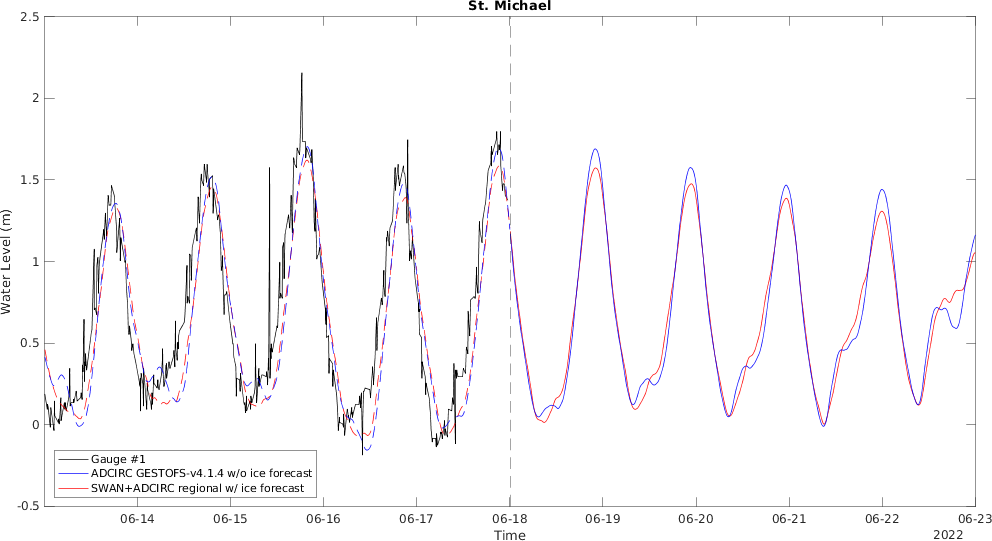 St. Michael
2.5
2
1.5
1
0.5
0
-0.5
Water Level (m)
Gauge #1
ADCIRC GESTOFS-v4.1.4 w/o ice forecast
SWAN+ADCIRC regional w/ ice forecast
06-14 06-15 06-16 06-17 06-18 06-19 06-20 06-21 06-22 06-23
Time
2022